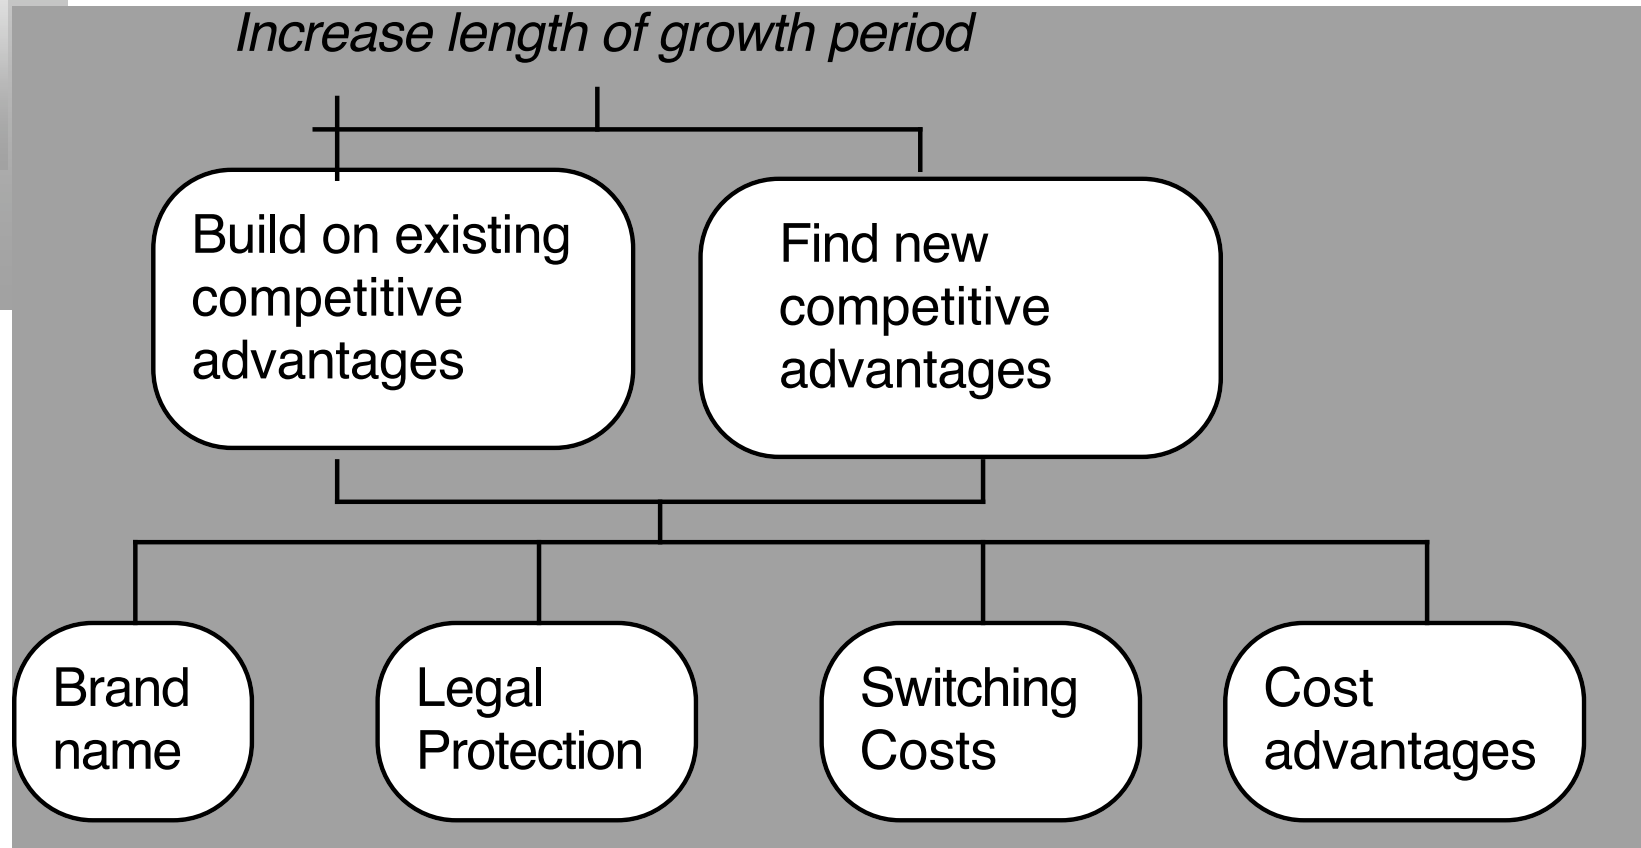 Increase length of growth period
Build on existing
competitive
advantages
Find new
competitive
advantages
Brand
name
Legal
Protection
Switching
Costs
Cost
advantages